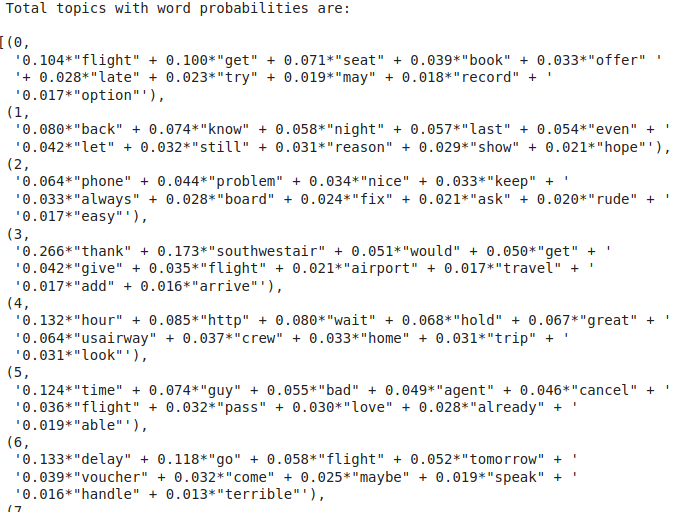 Total topics with word probabilities are:
[(0,
'0.104*"flight" + 0.100*"get" + 0.071*"seat" + 0.039*"book" + 0.033*"offer" '
'+ 0.028*"late" + 0.023*"try" + 0.019*"may" + 0.018*"record" + '
'0.017*"option"'),
(1,
'0.080*"back" + 0.074*"know" + 0.058*"night" + 0.057*"last" + 0.054*"even" + '
'0.042*"let" + 0.032*"still" + 0.031*"reason" + 0.029*"show" + 0.021*"hope"'),
(2,
'0.064*"phone" + 0.044*"problem" + 0.034*"nice" + 0.033*"keep" + '
'0.033*"always" + 0.028*"board" + 0.024*"fix" + 0.021*"ask" + 0.020*"rude" + '
'0.017*"easy"'),
(3,
'0.266*"thank" + 0.173*"southwestair" + 0.051*"would" + 0.050*"get" + '
'0.042*"give" + 0.035*"flight" + 0.021*"airport" + 0.017*"travel" + '
'0.017*"add" + 0.016*"arrive"'),
(4,
'0.132*"hour" + 0.085*"http" + 0.080*"wait" + 0.068*"hold" + 0.067*"great" + '
'0.064*"usairway" + 0.037*"crew" + 0.033*"home" + 0.031*"trip" + '
'0.031*"look"'),
(5,
'0.124*"time" + 0.074*"guy" + 0.055*"bad" + 0.049*"agent" + 0.046*"cancel" + '
'0.036*"flight" + 0.032*"pass" + 0.030*"love" + 0.028*"already" + '
'0.019*"able"'),
(6,
'0.133*"delay" + 0.118*"go" + 0.058*"flight" + 0.052*"tomorrow" + '
'0.039*"voucher" + 0.032*"come" + 0.025*"maybe" + 0.019*"speak" + '
'0.016*"handle" + 0.013*"terrible"'),
(7,